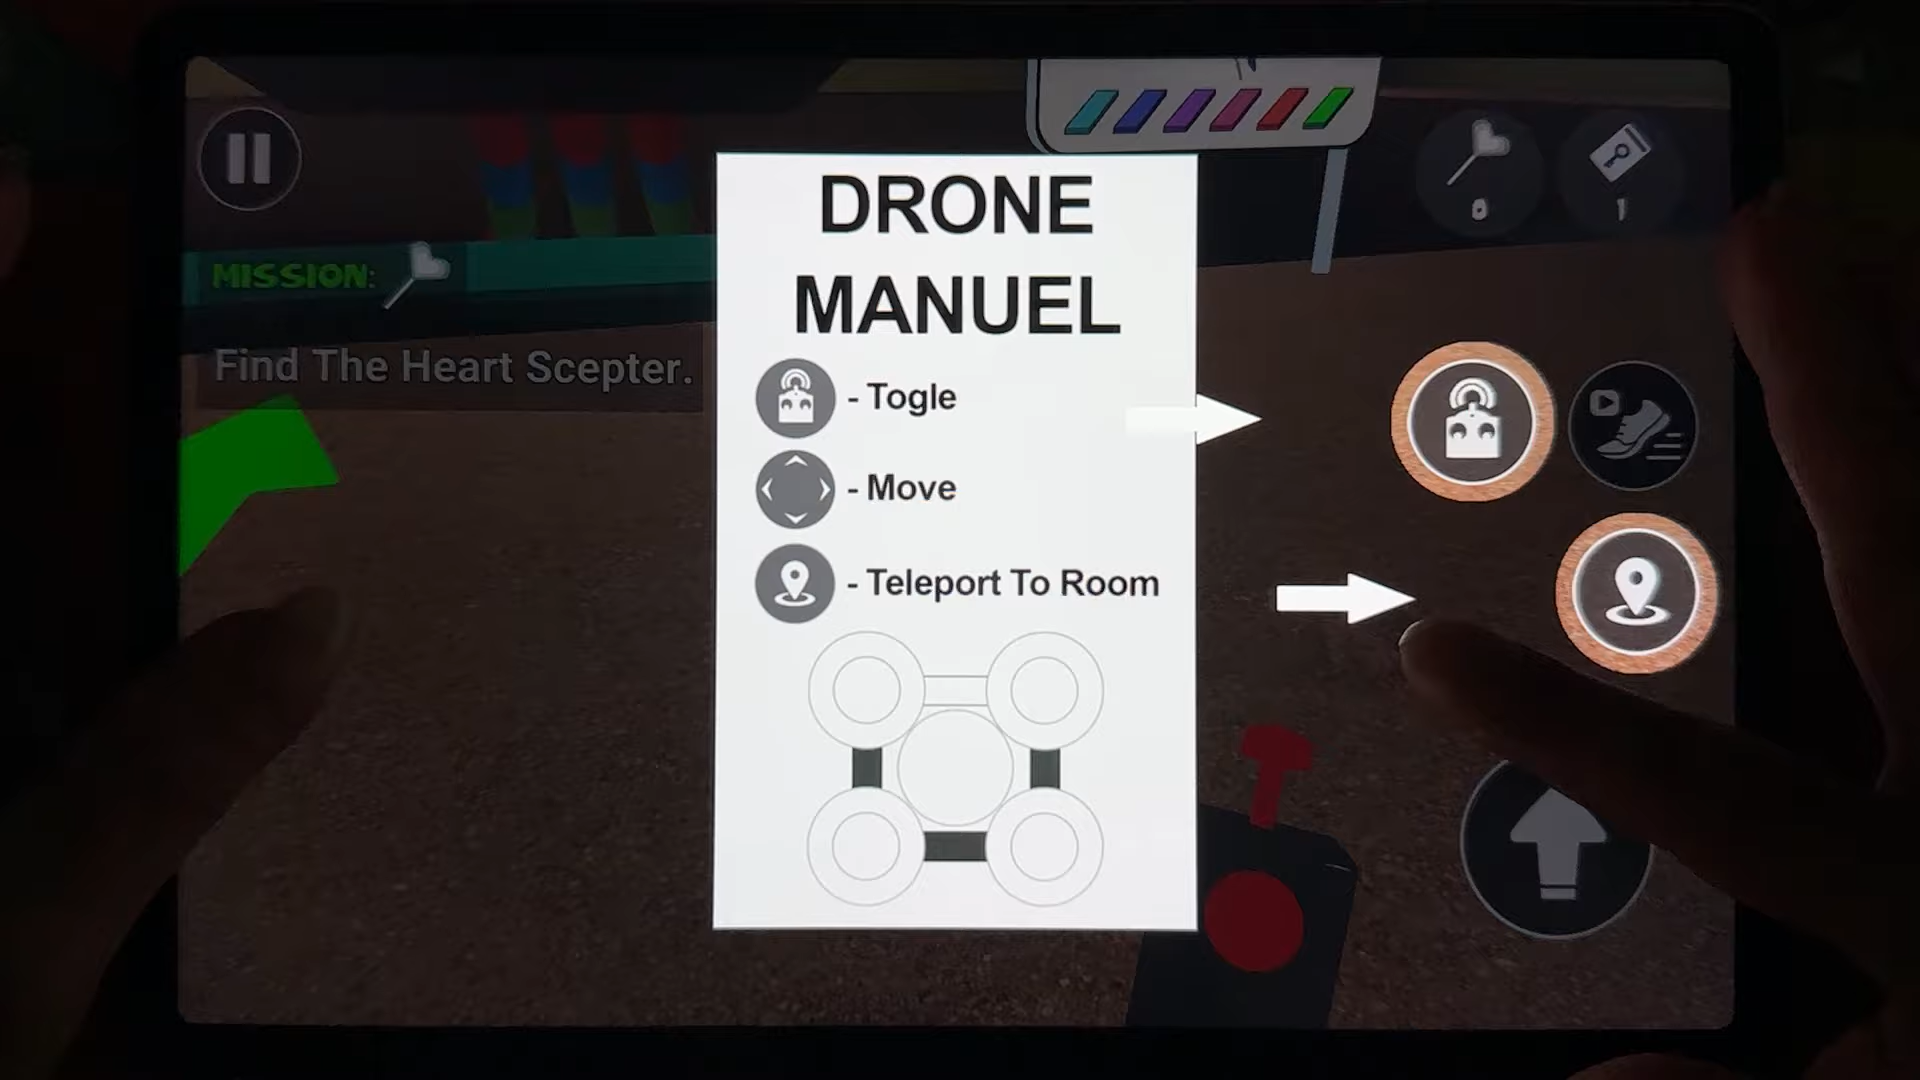 DRONE
MANUEL
- Togle
- Move
- Teleport To Room
MISSION:
Find The Heart Scepter.
0
1